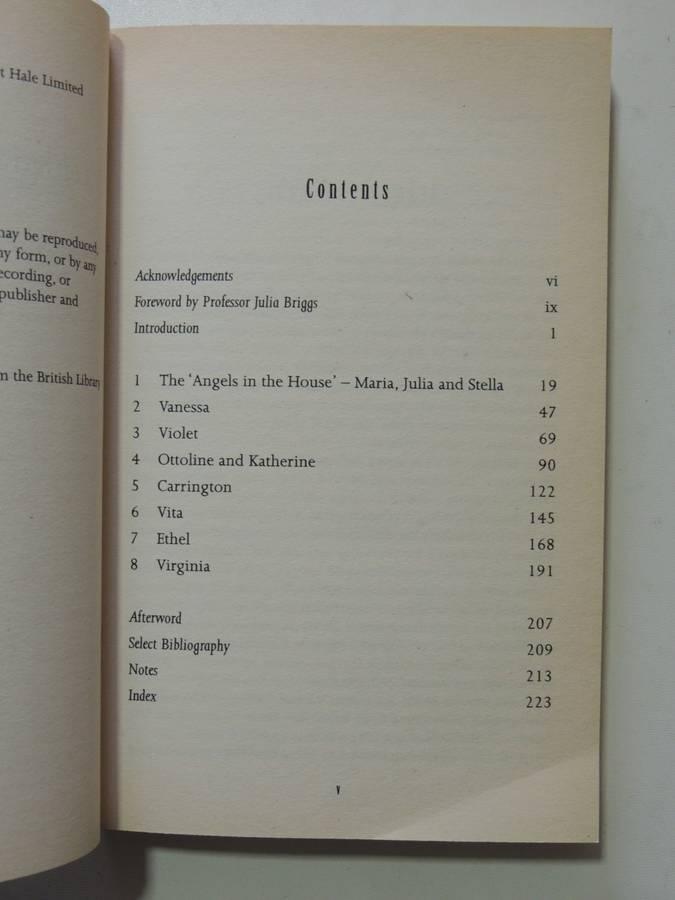 t Hale Limited
may be reproduced,
ny form, or by any
ecording, or
publisher and
m the British Library
Contents
Acknowledgements vi
Foreword by Professor Julia Briggs ix
Introduction 1
1 The ‘Angels in the House’ – Maria, Julia and Stella 19
2 Vanessa 47
3 Violet 69
4 Ottoline and Katherine 90
5 Carrington 122
6 Vita 145
7 Ethel 168
8 Virginia 191
Afterword 207
Select Bibliography 209
Notes 213
Index 223
v